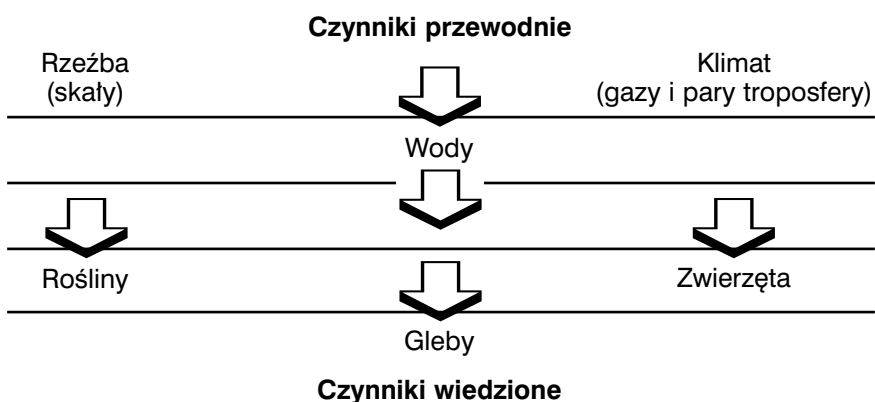 Czynniki przewodnie
Rzeźba
(skały)
Klimat
(gazy i pary troposfery)
Wody
Rośliny
Zwierzęta
Gleby
Czynniki wiedzione